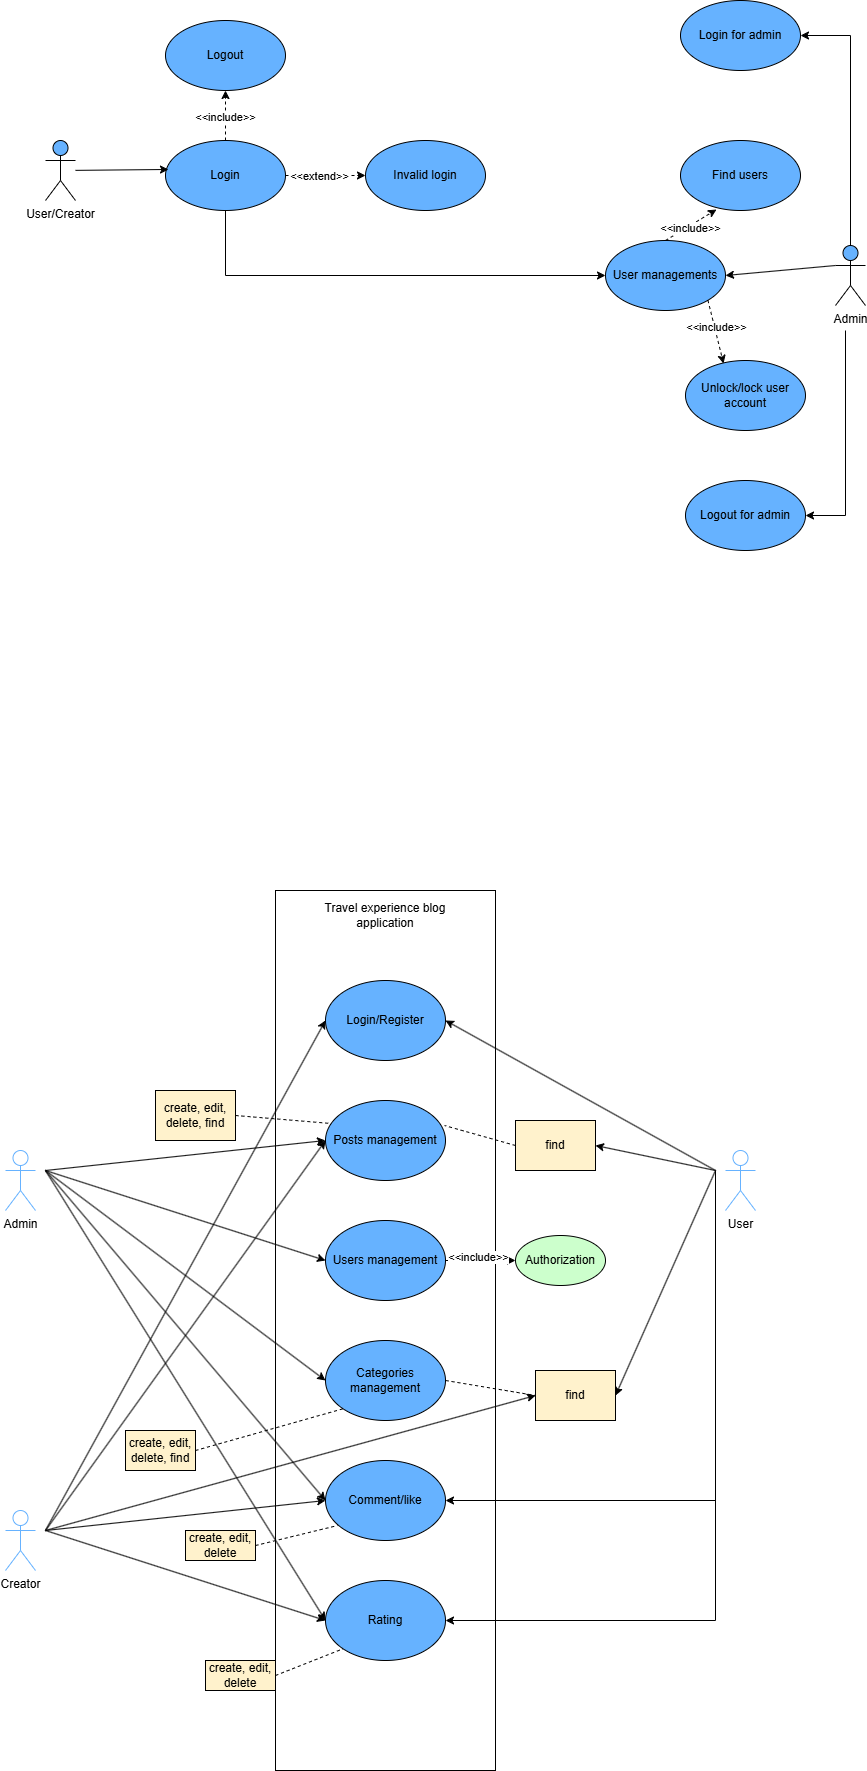 Login for admin
Logout
<<include>>
Login
<<extend>>
Invalid login
Find users
User/Creator
<<include>>
User managements
Admin
<<include>>
Unlock/lock user
account
Logout for admin
Travel experience blog
application
Login/Register
create, edit,
delete, find
Posts management
find
Admin
User
Users management
<<include>>
Authorization
Categories
management
find
create, edit,
delete, find
Comment/like
create, edit,
delete
Creator
Rating
create, edit,
delete